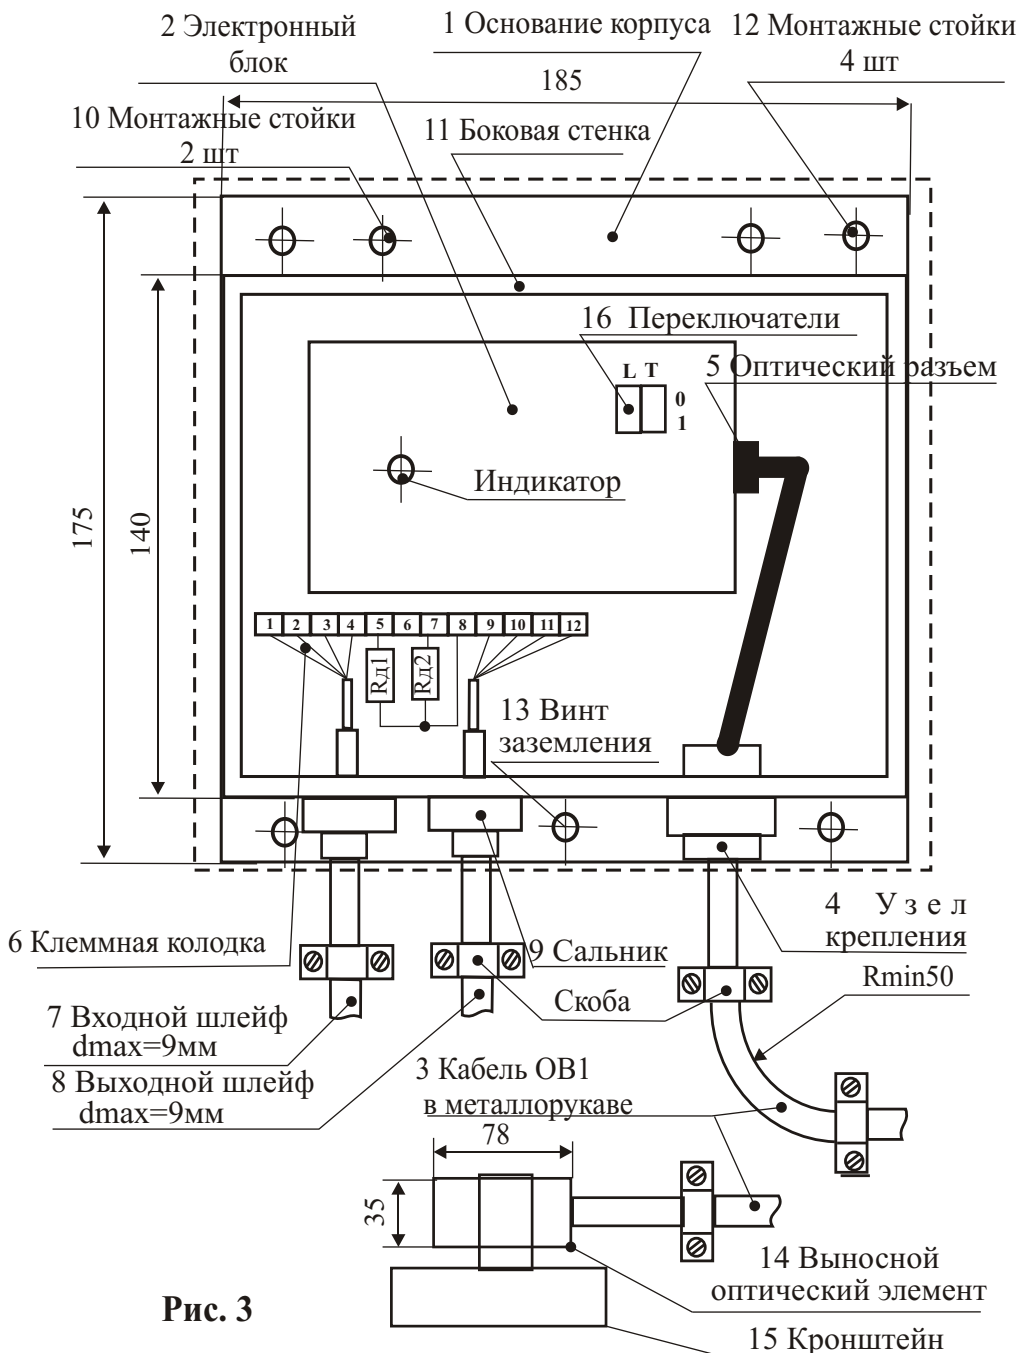 2 Электронный
блок
1 Основание корпуса
12 Монтажные стойки
4 шт
185
10 Монтажные стойки
2 шт
11 Боковая стенка
16 Переключатели
5 Оптический разъем
L T
0
1
Индикатор
175
140
1 2 3 4 5 6 7 8 9 10 11 12
Rд1
Rд2
13 Винт
заземления
4 Узел
крепления
6 Клеммная колодка
9 Сальник
Rmin50
Скоба
7 Входной шлейф
dmax=9мм
8 Выходной шлейф
dmax=9мм
3 Кабель ОВ1
в металлорукаве
78
35
14 Выносной
оптический элемент
Рис. 3
15 Кронштейн